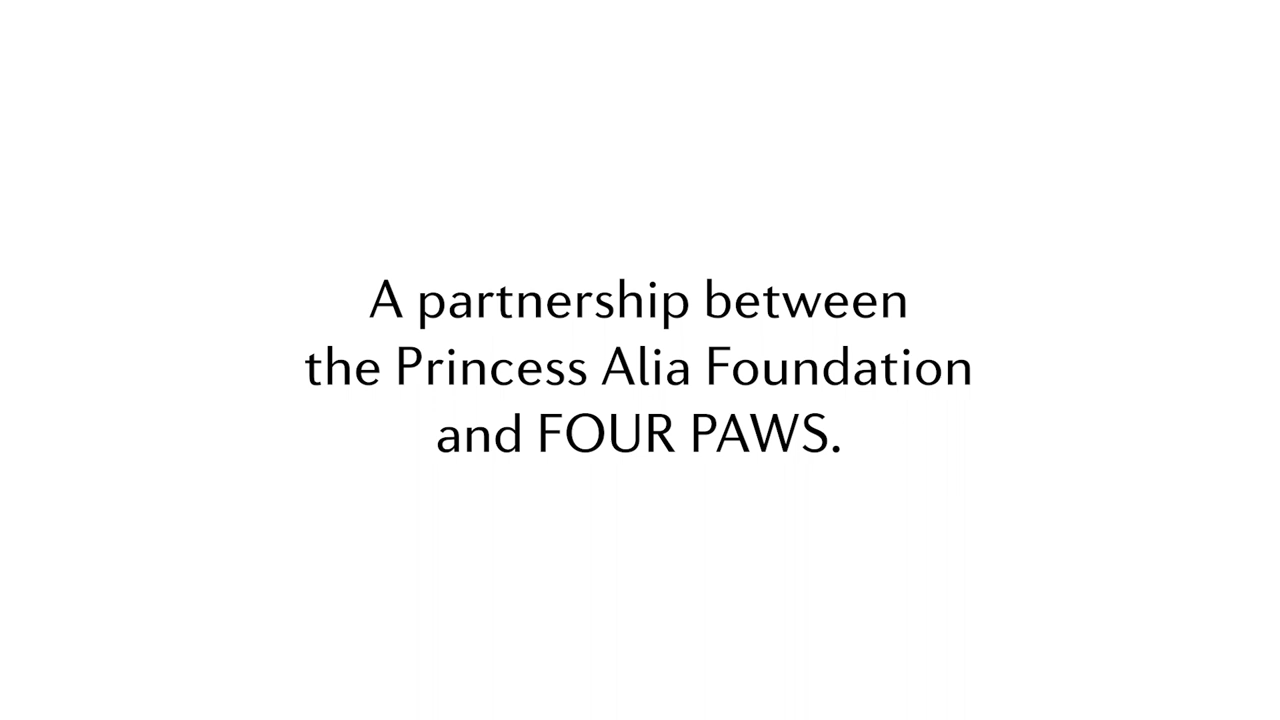 A partnership between
the Princess Alia Foundation
and FOUR PAWS.